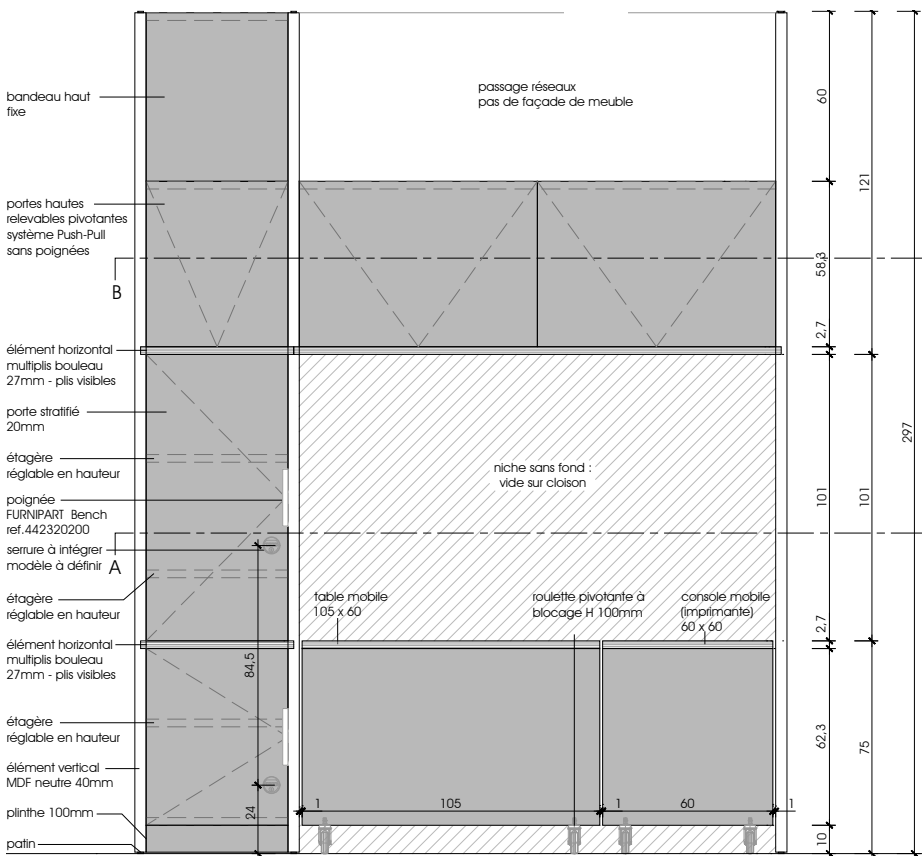 bandeau haut
fixe
passage réseaux
pas de façade de meuble
portes hautes
relevables pivotantes
système Push-Pull
sans poignées
B
élément horizontal
multiplis bouleau
27mm - plis visibles
porte stratifié
20mm
étagère
réglable en hauteur
niche sans fond :
vide sur cloison
poignée
FURNIPART Bench
ref.442320200
serrure à intégrer
modèle à définir
A
étagère
réglable en hauteur
table mobile
105 x 60
roulette pivotante à
blocage H 100mm
console mobile
(imprimante)
60 x 60
élément horizontal
multiplis bouleau
27mm - plis visibles
étagère
réglable en hauteur
élément vertical
MDF neutre 40mm
plinthe 100mm
patin
84,5
24
1
105
1
60
1
60
58,3
2,7
101
2,7
62,3
10
121
101
75
297